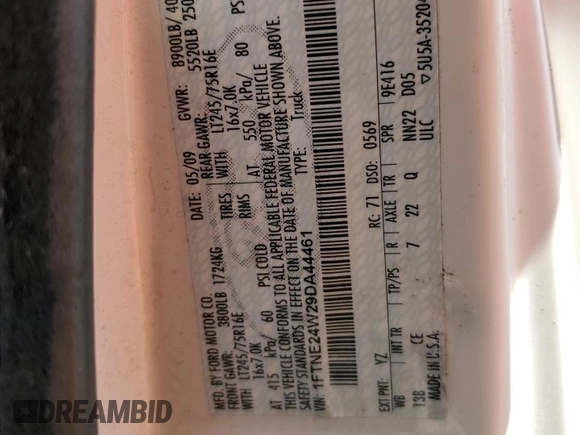 MFG. BY FORD MOTOR CO.
DATE: 05/09 GVWR: 8900LB/ 40
FRONT GAWR: 3800LB 1724KG REAR GAWR: 5520LB 250
WITH LT245/75R16E TIRES WITH LT245/75R16E
16x7.0K RIMS 16x7.0K
AT 415 kPa/ 60 PSI COLD AT 550 kPa/ 80 PS
THIS VEHICLE CONFORMS TO ALL APPLICABLE FEDERAL MOTOR VEHICLE
SAFETY STANDARDS IN EFFECT ON THE DATE OF MANUFACTURE SHOWN ABOVE.
VIN: 1FTNE24W29DA44461 TYPE: Truck
EXT PNT: YZ RC: 71 DSO: 0569
WB INT TR TP/PS R AXLE TR SPR 9E416
138 CE 7 22 Q NN22 D05
MADE IN U.S.A. ULC ▽ 5U5A-35204
DREAMBID